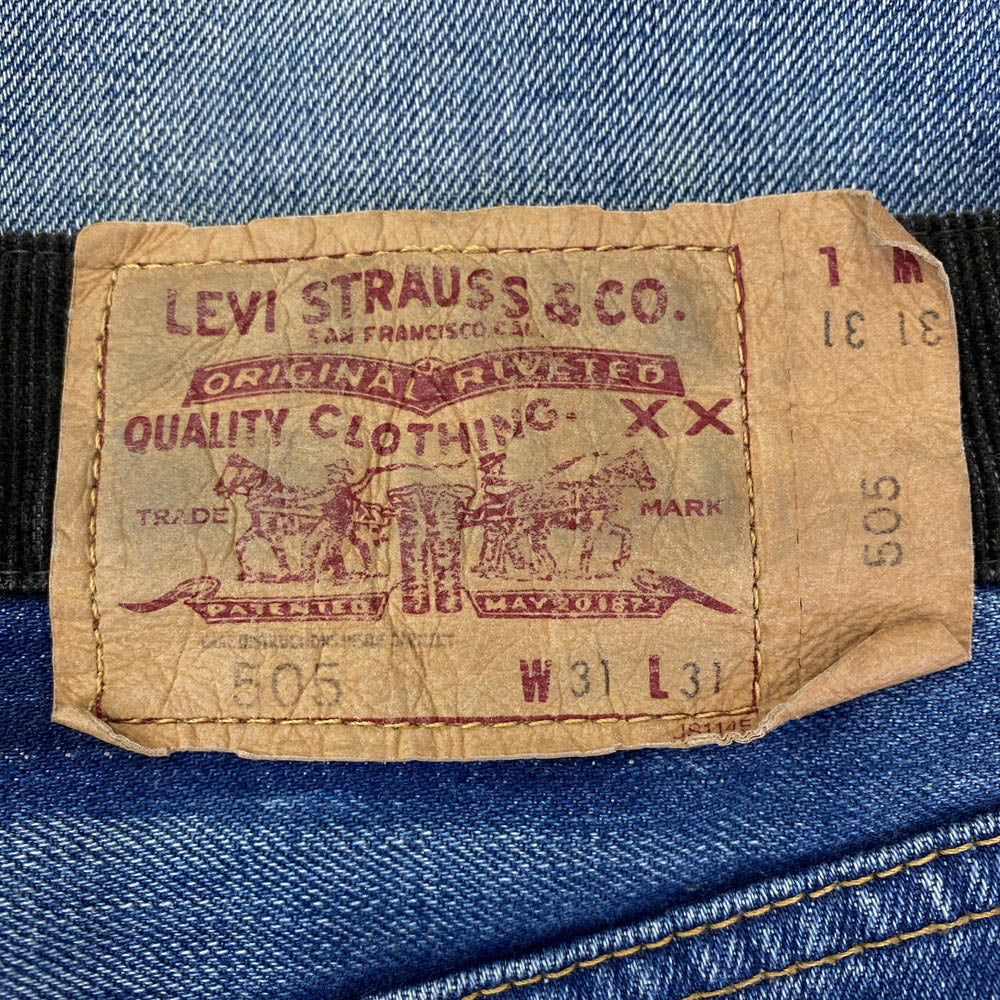 LEVI STRAUSS & CO.
SAN FRANCISCO CAL.
ORIGINAL RIVETED
QUALITY CLOTHING. XX
TRADE MARK
PATENTED MAY 20 1873
505 W 31 L 31
L W
31 31
505